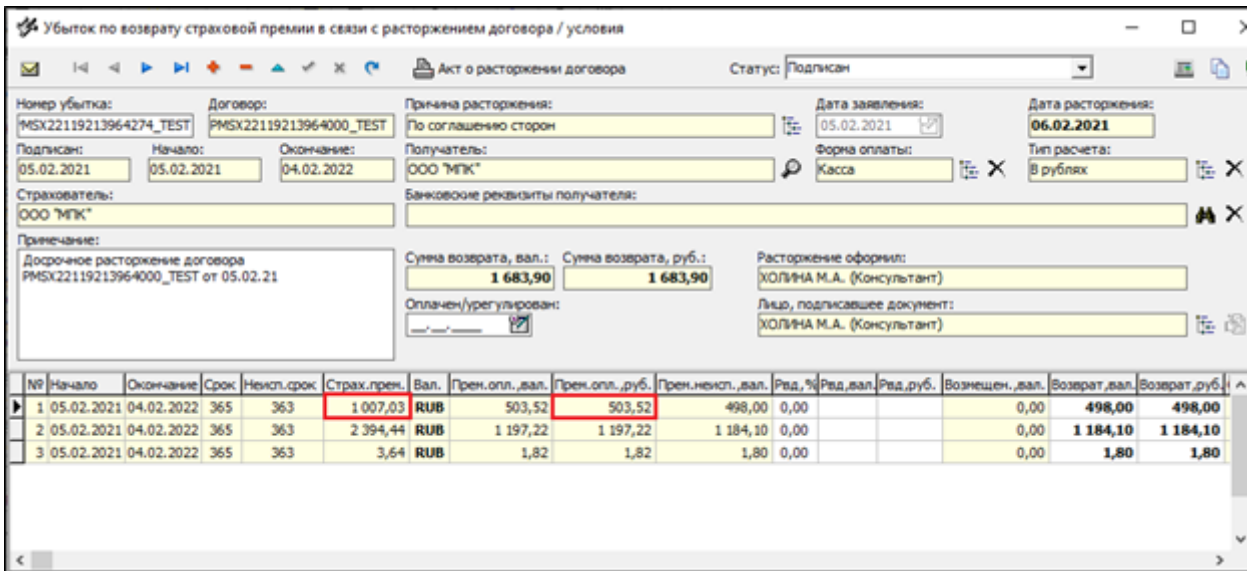 Убыток по возврату страховой премии в связи с расторжением договора / условия
Акт о расторжении договора Статус: Подписан
Номер убытка: Договор: Причина расторжения: Дата заявления: Дата расторжения:
MSX22119213964274_TEST PMSX22119213964000_TEST По соглашению сторон 05.02.2021 06.02.2021
Подписан: Начало: Окончание: Получатель: Форма оплаты: Тип расчета:
05.02.2021 05.02.2021 04.02.2022 ООО "МПК" Касса В рублях
Страхователь: Банковские реквизиты получателя:
ООО "МПК"
Примечание:
Досрочное расторжение договора
PMSX22119213964000_TEST от 05.02.21
Сумма возврата, вал.: Сумма возврата, руб.: Расторжение оформил:
1 683,90 1 683,90 ХОЛИНА М.А. (Консультант)
Оплачен/урегулирован: Лицо, подписавшее документ:
__.__.____ ХОЛИНА М.А. (Консультант)
№ Начало Окончание Срок Неисп.срок Страх.прем. Вал. Прем.опл.,вал. Прем.опл.,руб. Прем.неисп.,вал. Рвд,% Рвд,вал. Рвд,руб. Возмещен.,вал. Возврат,вал. Возврат,руб.
1 05.02.2021 04.02.2022 365 363 1 007,03 RUB 503,52 503,52 498,00 0,00 0,00 498,00 498,00
2 05.02.2021 04.02.2022 365 363 2 394,44 RUB 1 197,22 1 197,22 1 184,10 0,00 0,00 1 184,10 1 184,10
3 05.02.2021 04.02.2022 365 363 3,64 RUB 1,82 1,82 1,80 0,00 0,00 1,80 1,80